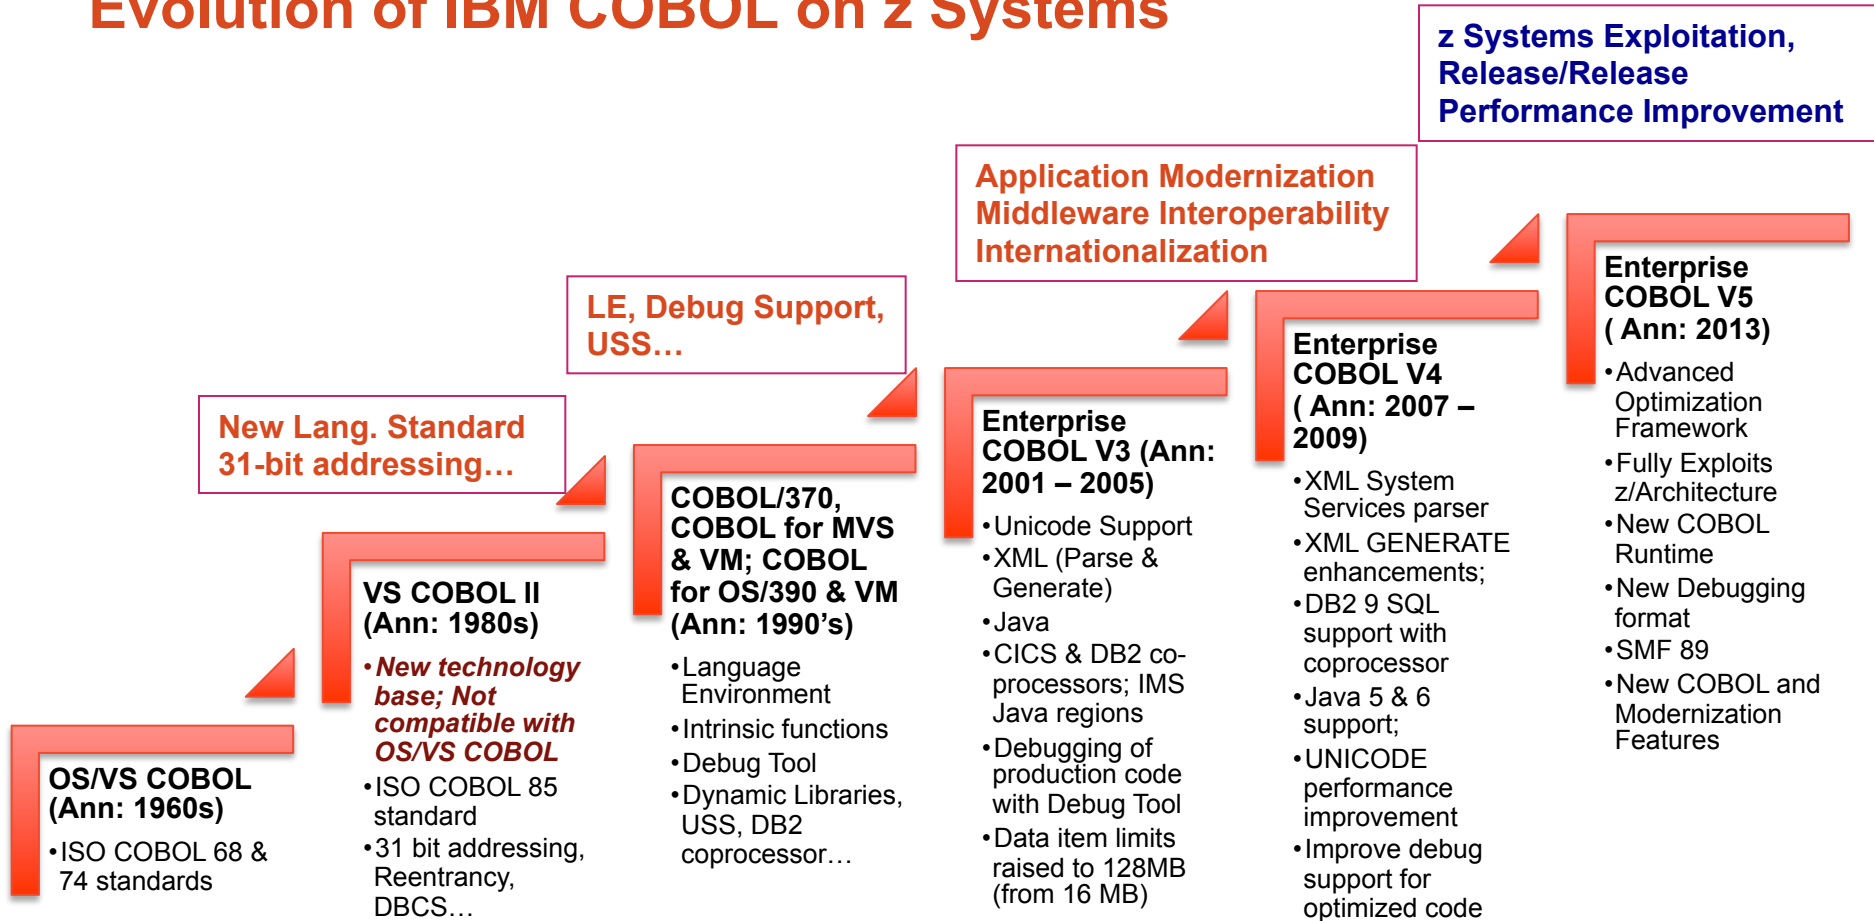 Evolution of IBM COBOL on z Systems
z Systems Exploitation,
Release/Release
Performance Improvement
Application Modernization
Middleware Interoperability
Internationalization
LE, Debug Support,
USS…
New Lang. Standard
31-bit addressing…
OS/VS COBOL
(Ann: 1960s)
•ISO COBOL 68 &
74 standards
VS COBOL II
(Ann: 1980s)
•New technology
base; Not
compatible with
OS/VS COBOL
•ISO COBOL 85
standard
•31 bit addressing,
Reentrancy,
DBCS…
COBOL/370,
COBOL for MVS
& VM; COBOL
for OS/390 & VM
(Ann: 1990’s)
•Language
Environment
•Intrinsic functions
•Debug Tool
•Dynamic Libraries,
USS, DB2
coprocessor…
Enterprise
COBOL V3 (Ann:
2001 – 2005)
•Unicode Support
•XML (Parse &
Generate)
•Java
•CICS & DB2 co-
processors; IMS
Java regions
•Debugging of
production code
with Debug Tool
•Data item limits
raised to 128MB
(from 16 MB)
Enterprise
COBOL V4
( Ann: 2007 –
2009)
•XML System
Services parser
•XML GENERATE
enhancements;
•DB2 9 SQL
support with
coprocessor
•Java 5 & 6
support;
•UNICODE
performance
improvement
•Improve debug
support for
optimized code
Enterprise
COBOL V5
( Ann: 2013)
•Advanced
Optimization
Framework
•Fully Exploits
z/Architecture
•New COBOL
Runtime
•New Debugging
format
•SMF 89
•New COBOL and
Modernization
Features